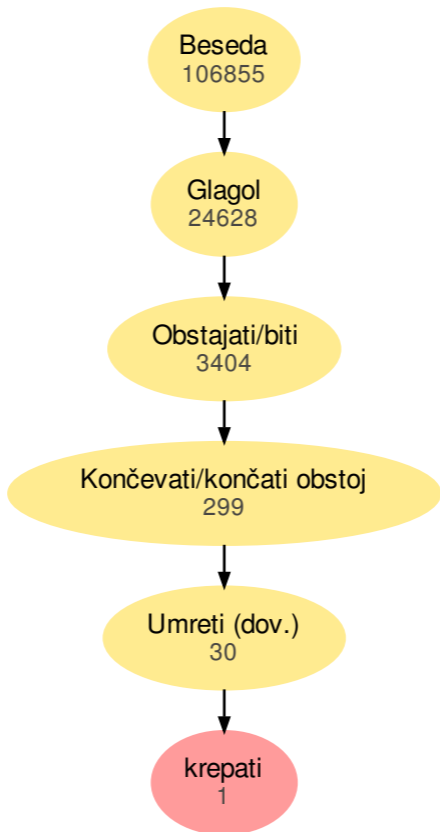 Beseda
106855
Glagol
24628
Obstajati/biti
3404
Končevati/končati obstoj
299
Umreti (dov.)
30
krepati
1